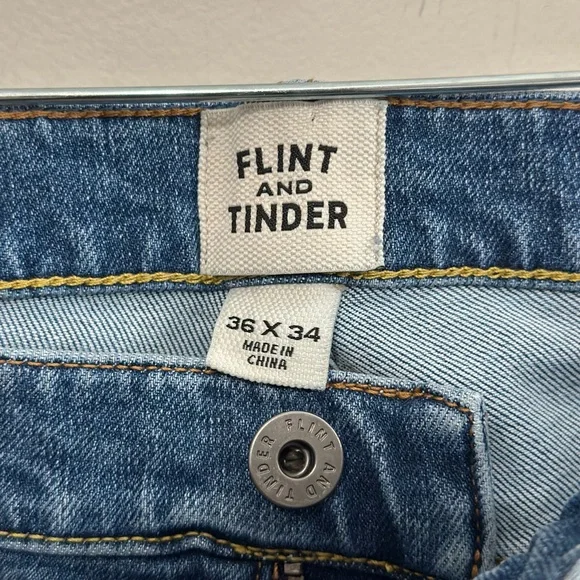 FLINT
AND
TINDER
36 X 34
MADE IN
CHINA
FLINT AND TINDER